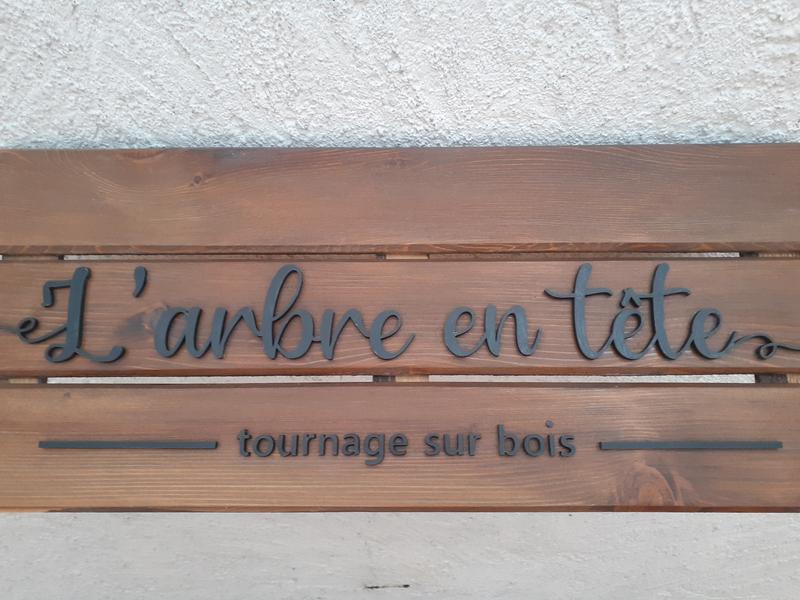 L'arbre en tête
tournage sur bois